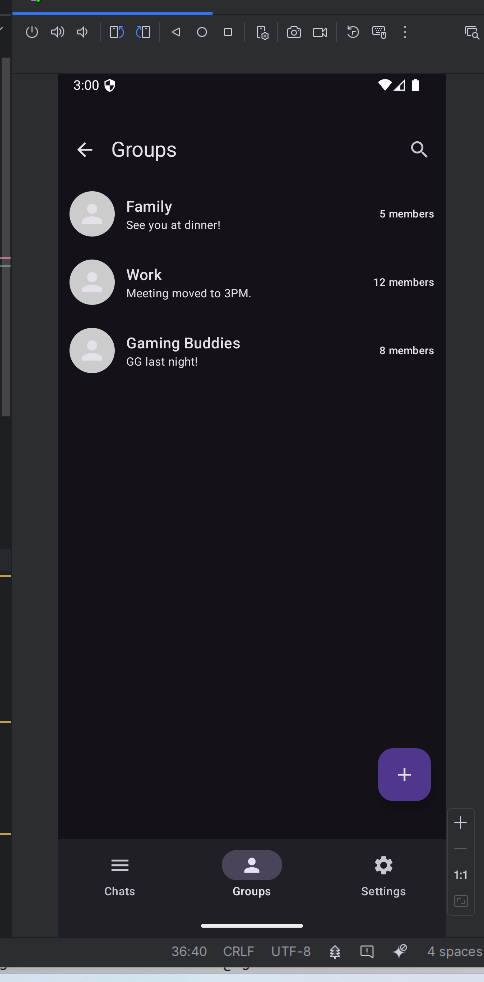 3:00
Groups
Family
See you at dinner!
5 members
Work
Meeting moved to 3PM.
12 members
Gaming Buddies
GG last night!
8 members
Chats
Groups
Settings
1:1
36:40 CRLF UTF-8 4 spaces